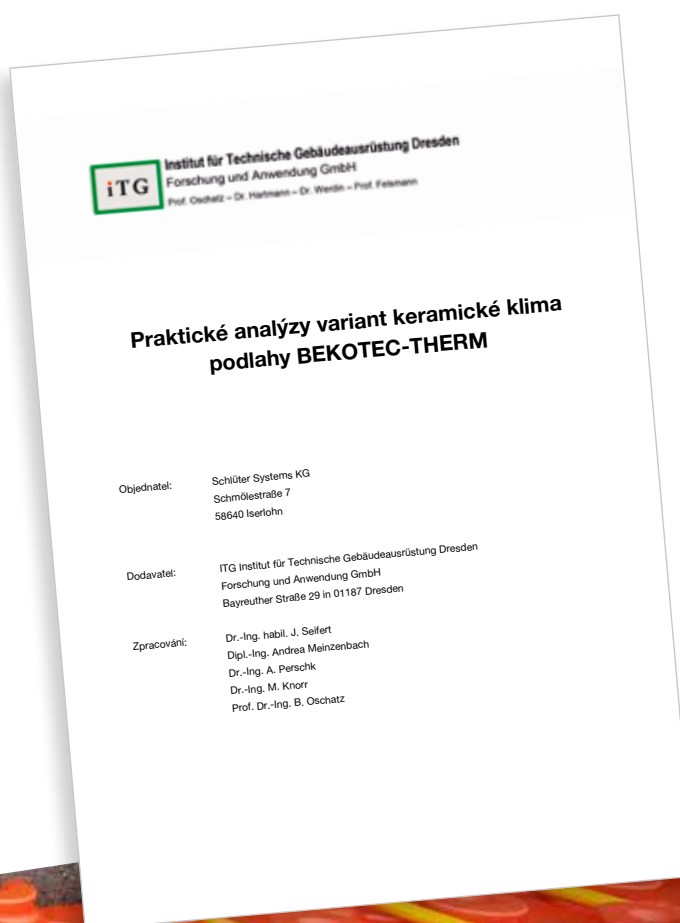 iTG
Institut für Technische Gebäudeausrüstung Dresden
Forschung und Anwendung GmbH
Prof. Oschatz – Dr. Hartmann – Dr. Werdin – Prof. Felsmann
Praktické analýzy variant keramické klima
podlahy BEKOTEC-THERM
Objednatel:
Schlüter Systems KG
Schmölestraße 7
58640 Iserlohn
Dodavatel:
ITG Institut für Technische Gebäudeausrüstung Dresden
Forschung und Anwendung GmbH
Bayreuther Straße 29 in 01187 Dresden
Zpracování:
Dr.-Ing. habil. J. Seifert
Dipl.-Ing. Andrea Meinzenbach
Dr.-Ing. A. Perschk
Dr.-Ing. M. Knorr
Prof. Dr.-Ing. B. Oschatz